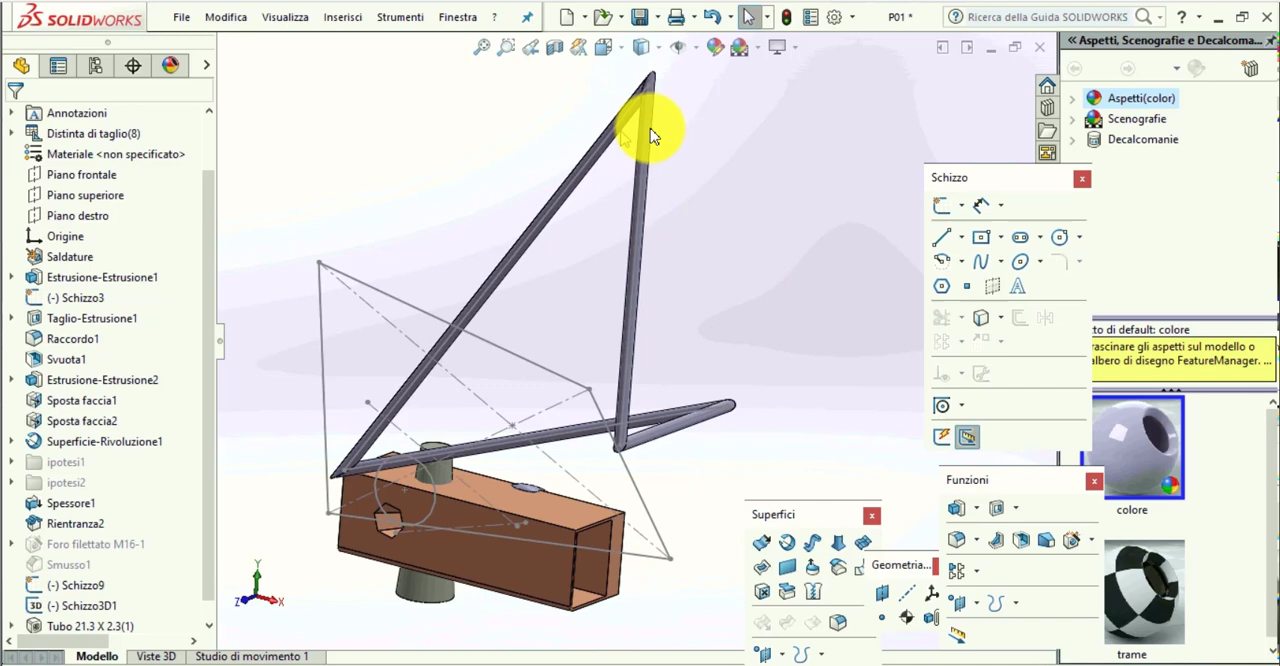 SOLIDWORKS
File Modifica Visualizza Inserisci Strumenti Finestra ?
P01 *
Ricerca della Guida SOLIDWORKS
?
Aspetti, Scenografie e Decalcoma...
Annotazioni
Distinta di taglio(8)
Materiale <non specificato>
Piano frontale
Piano superiore
Piano destro
Origine
Saldature
Estrusione-Estrusione1
(-) Schizzo3
Taglio-Estrusione1
Raccordo1
Svuota1
Estrusione-Estrusione2
Sposta faccia1
Sposta faccia2
Superficie-Rivoluzione1
ipotesi1
ipotesi2
Spessore1
Rientranza2
Foro filettato M16-1
Smusso1
(-) Schizzo9
3D (-) Schizzo3D1
Tubo 21.3 X 2.3(1)
Y
Z
X
Aspetti(color)
Scenografie
Decalcomanie
Schizzo
Superfici
Geometria...
Funzioni
to di default: colore
rascinare gli aspetti sul modello o
albero di disegno FeatureManager. ...
colore
trame
Modello Viste 3D Studio di movimento 1